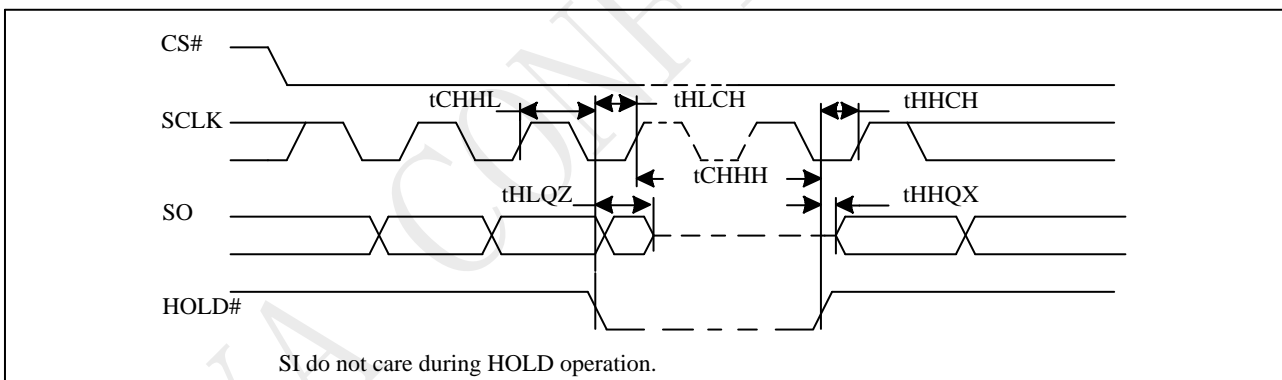 CS#
tCHHL
tHLCH
tHHCH
SCLK
tCHHH
tHLQZ
tHHQX
SO
HOLD#
SI do not care during HOLD operation.